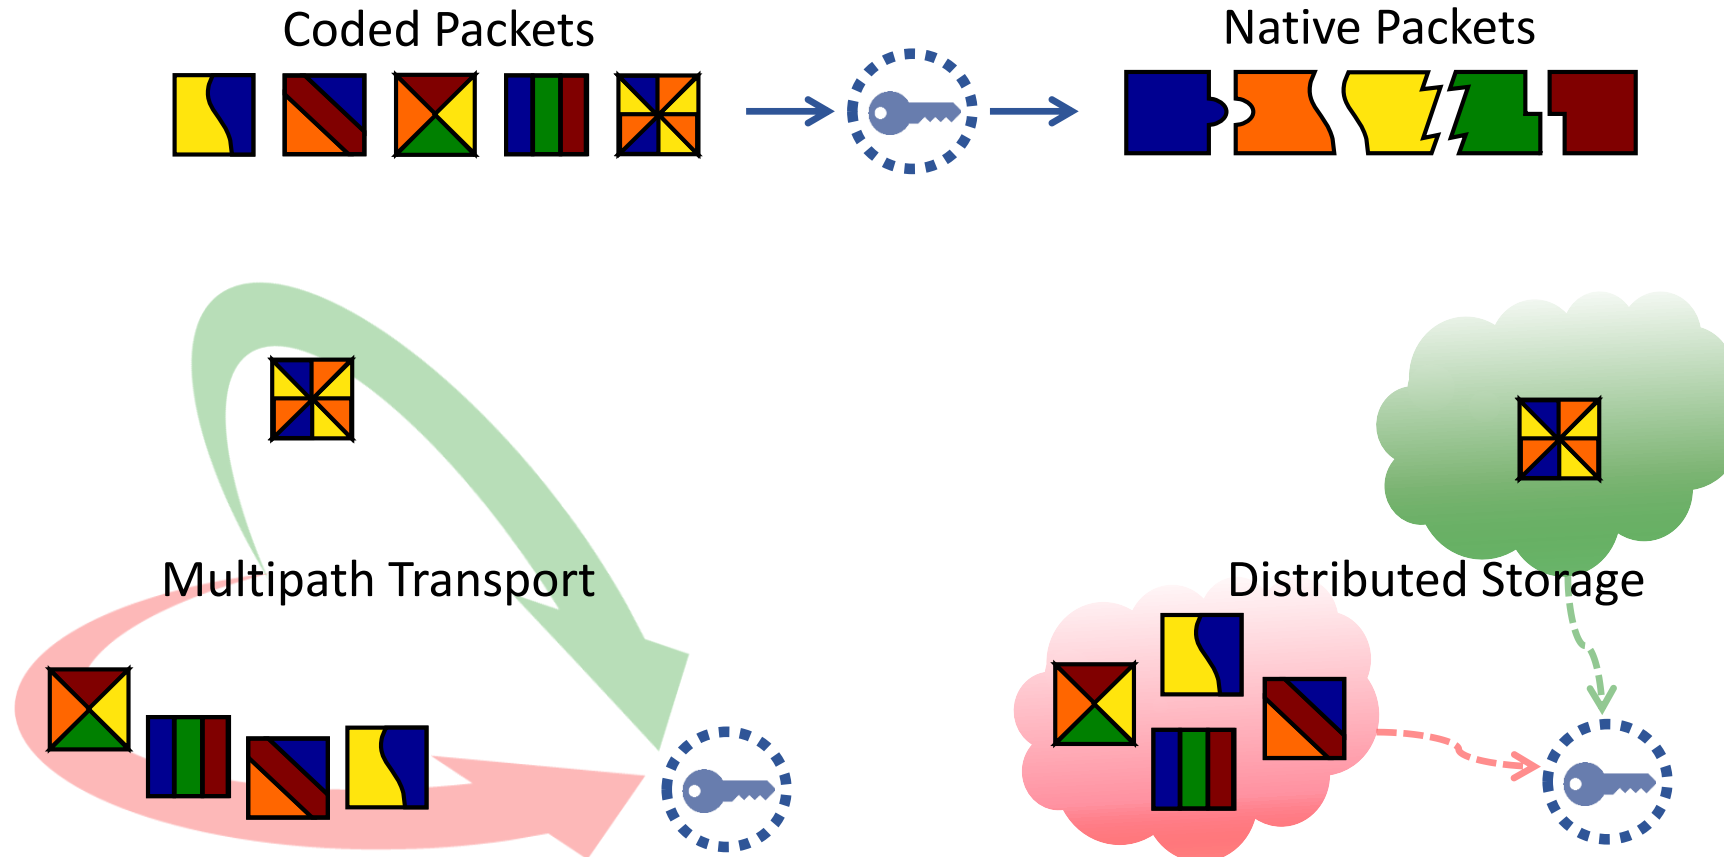 Coded Packets
Native Packets
Multipath Transport
Distributed Storage